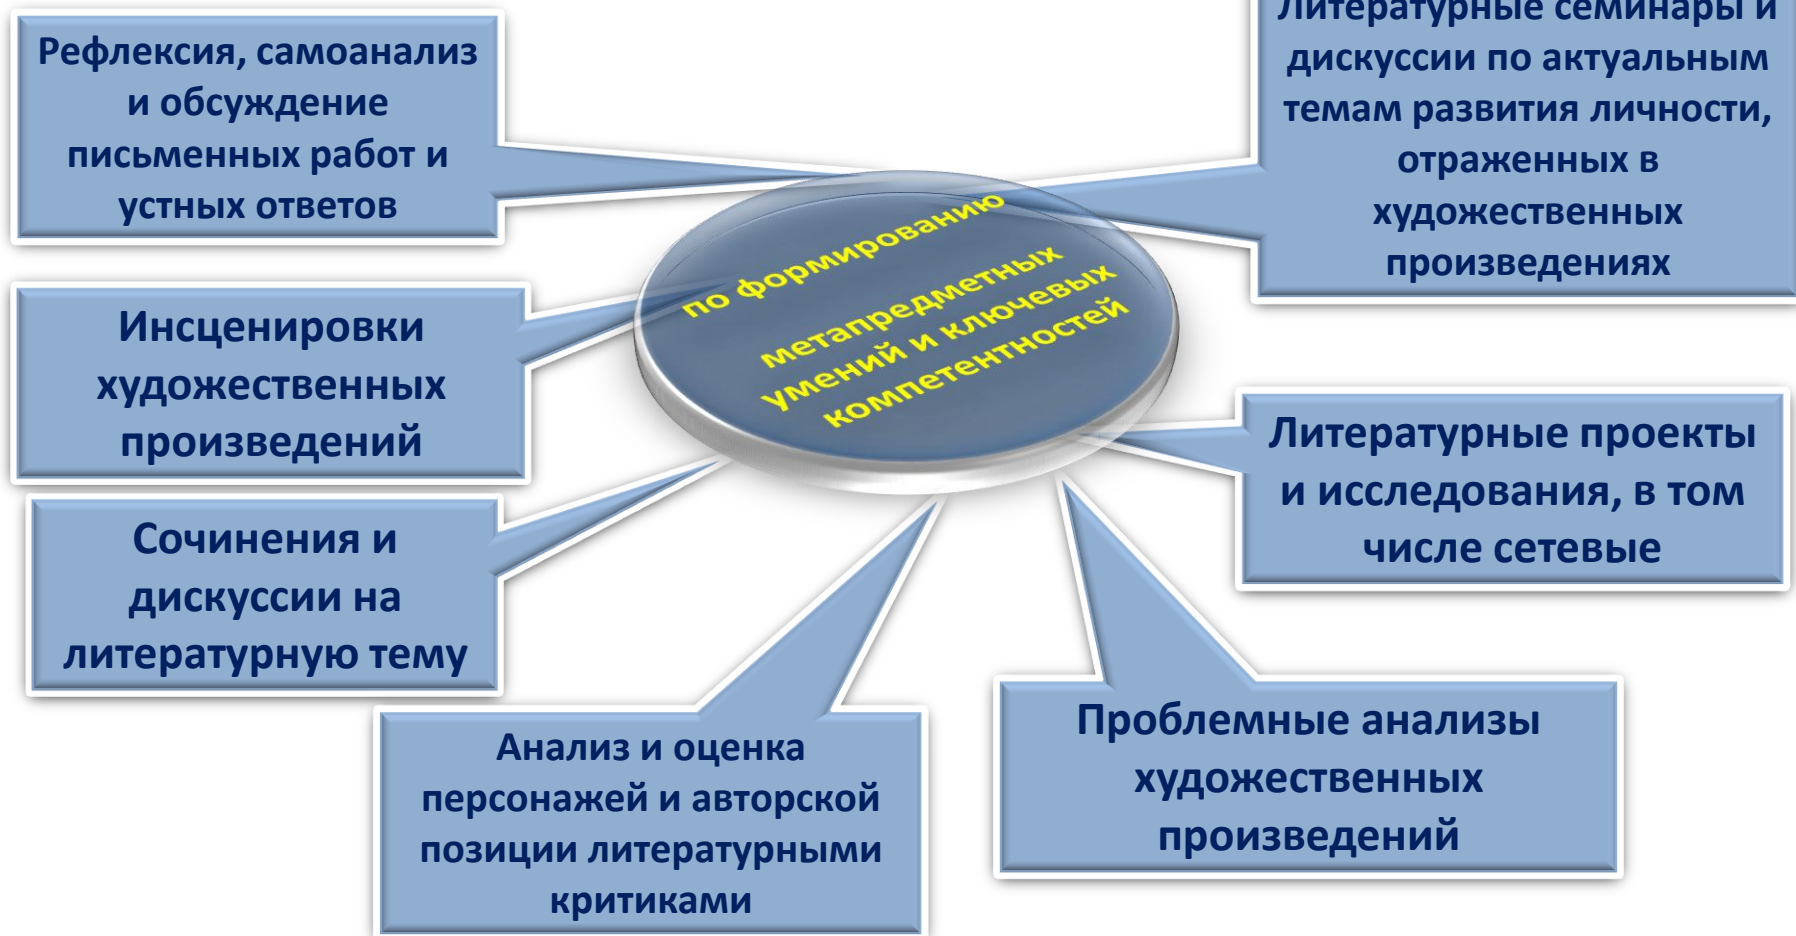 Литературные семинары и
дискуссии по актуальным
темам развития личности,
отраженных в
художественных
произведениях
Рефлексия, самоанализ
и обсуждение
письменных работ и
устных ответов
по формированию
метапредметных
умений и ключевых
компетентностей
Инсценировки
художественных
произведений
Литературные проекты
и исследования, в том
числе сетевые
Сочинения и
дискуссии на
литературную тему
Анализ и оценка
персонажей и авторской
позиции литературными
критиками
Проблемные анализы
художественных
произведений